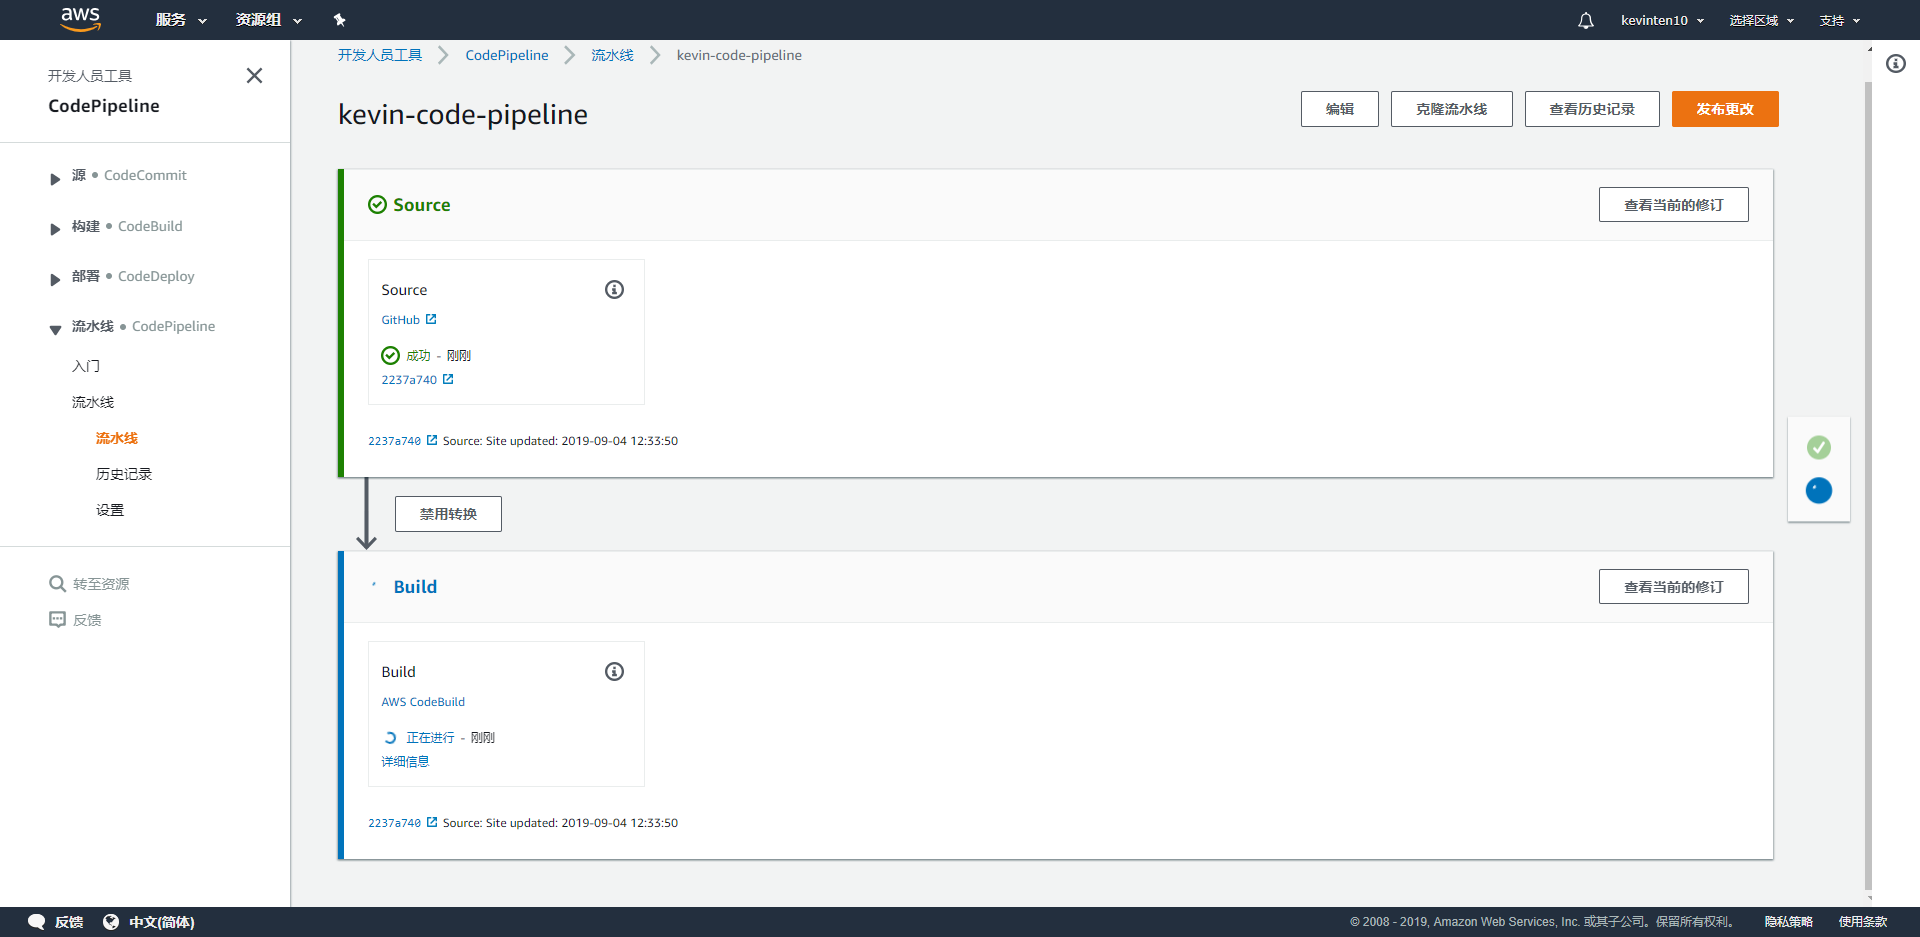 aws 服务 资源组 kevinten10 选择区域 支持
开发人员工具
CodePipeline
源 • CodeCommit
构建 • CodeBuild
部署 • CodeDeploy
流水线 • CodePipeline
入门
流水线
流水线
历史记录
设置
转至资源
反馈
开发人员工具 CodePipeline 流水线 kevin-code-pipeline
kevin-code-pipeline
编辑 克隆流水线 查看历史记录 发布更改
Source 查看当前的修订
Source
GitHub
成功 - 刚刚
2237a740
2237a740 Source: Site updated: 2019-09-04 12:33:50
禁用转换
Build 查看当前的修订
Build
AWS CodeBuild
正在进行 - 刚刚
详细信息
2237a740 Source: Site updated: 2019-09-04 12:33:50
反馈 中文(简体) © 2008 - 2019, Amazon Web Services, Inc. 或其子公司。保留所有权利。 隐私策略 使用条款